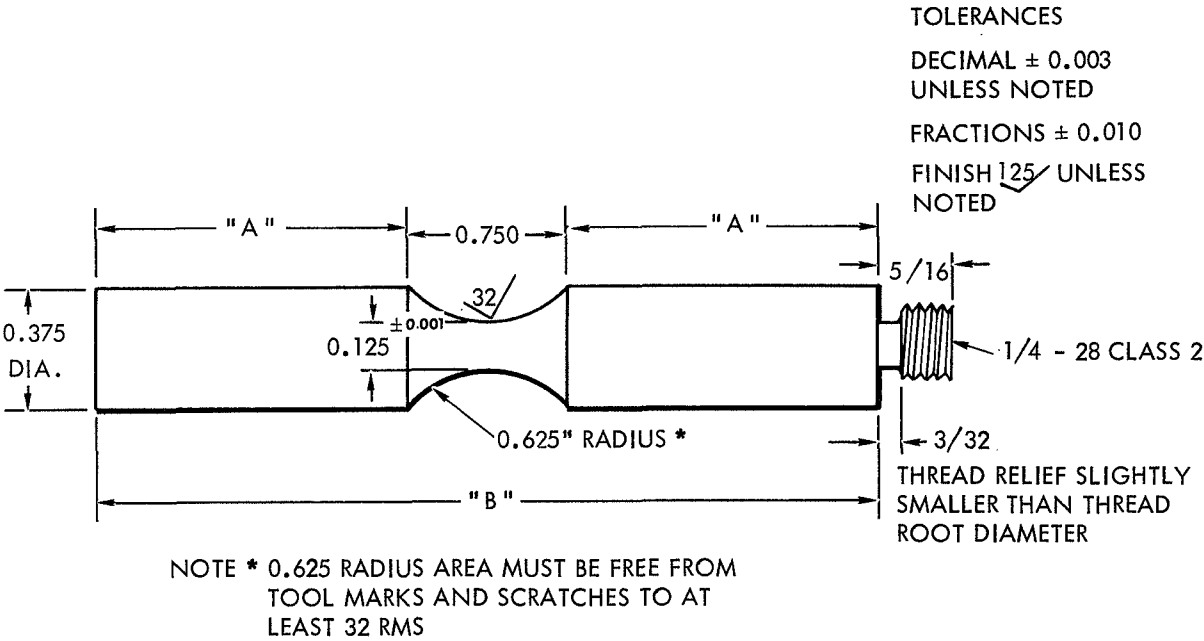 TOLERANCES
DECIMAL ± 0.003
UNLESS NOTED
FRACTIONS ± 0.010
FINISH 125 UNLESS
NOTED
"A"
0.750
"A"
5/16
32
± 0.001
0.125
0.375
DIA.
1/4 - 28 CLASS 2
0.625" RADIUS *
3/32
THREAD RELIEF SLIGHTLY
SMALLER THAN THREAD
ROOT DIAMETER
"B"
NOTE * 0.625 RADIUS AREA MUST BE FREE FROM
TOOL MARKS AND SCRATCHES TO AT
LEAST 32 RMS